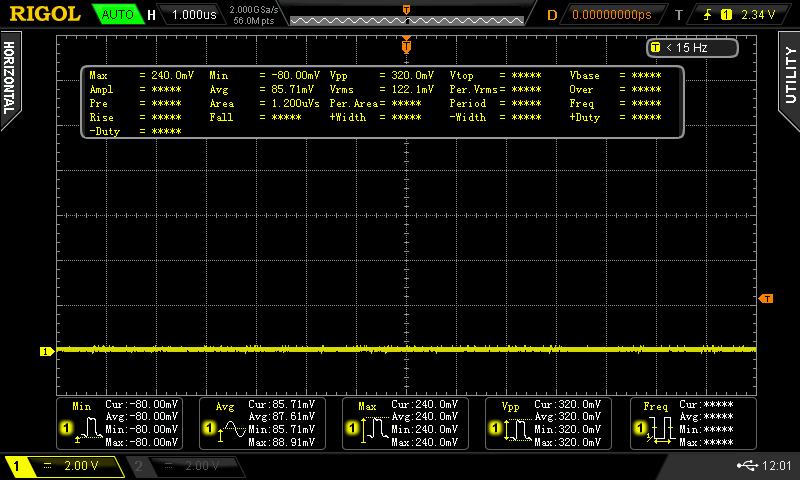 RIGOL AUTO H 1.000us 2.000GSa/s 56.0M pts T D 0.00000000ps T 1 2.34 V
HORIZONTAL
UTILITY
T
T < 15 Hz
Max = 240.0mV Min = -80.00mV Vpp = 320.0mV Vtop = ***** Vbase = *****
Ampl = ***** Avg = 85.71mV Vrms = 122.1mV Per.Vrms= ***** Over = *****
Pre = ***** Area = 1.200uVs Per.Area= ***** Period = ***** Freq = *****
Rise = ***** Fall = ***** +Width = ***** -Width = ***** +Duty = *****
-Duty = *****
T
1
Min Cur:-80.00mV
Avg:-80.00mV
1 Min:-80.00mV
Max:-80.00mV
Avg Cur:85.71mV
Avg:87.61mV
1 Min:85.71mV
Max:88.91mV
Max Cur:240.0mV
Avg:240.0mV
1 Min:240.0mV
Max:240.0mV
Vpp Cur:320.0mV
Avg:320.0mV
1 Min:320.0mV
Max:320.0mV
Freq Cur:*****
Avg:*****
1 Min:*****
Max:*****
1 2.00 V 2 2.00 V 12:01